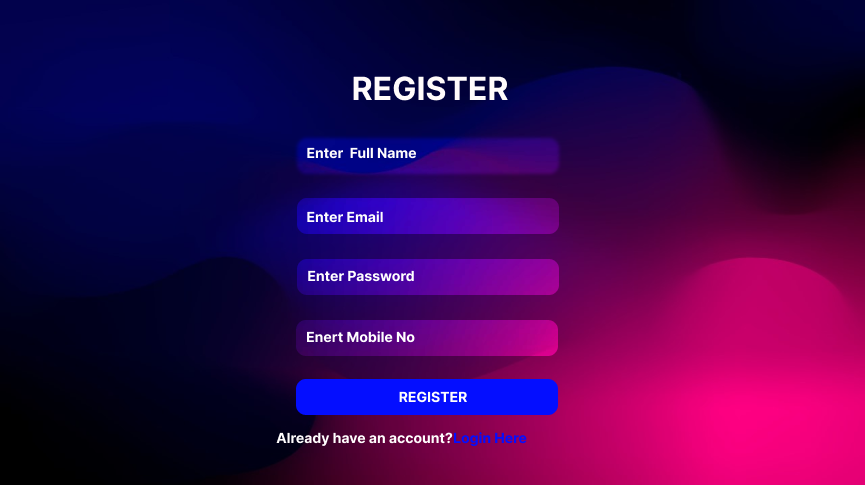 REGISTER
Enter  Full Name
Enter Email
Enter Password
Enert Mobile No
REGISTER
Already have an account?Login Here